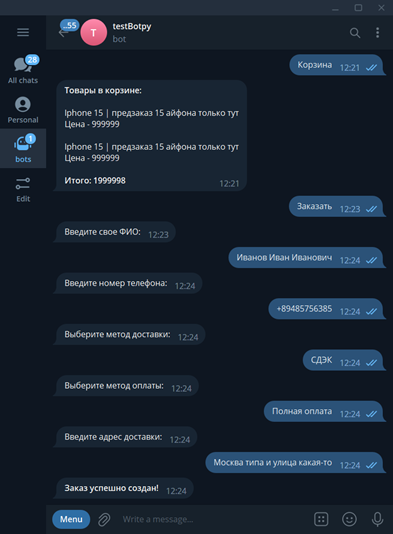 ..55
T
testBotpy
bot
28
All chats
Personal
1
bots
Edit
Корзина 12:21
Товары в корзине:
Iphone 15 | предзаказ 15 айфона только тут
Цена - 999999
Iphone 15 | предзаказ 15 айфона только тут
Цена - 999999
Итого: 1999998
12:21
Заказать 12:23
Введите свое ФИО: 12:23
Иванов Иван Иванович 12:24
Введите номер телефона: 12:24
+89485756385 12:24
Выберите метод доставки: 12:24
СДЭК 12:24
Выберите метод оплаты: 12:24
Полная оплата 12:24
Введите адрес доставки: 12:24
Москва типа и улица какая-то 12:24
Заказ успешно создан! 12:24
Menu
Write a message...